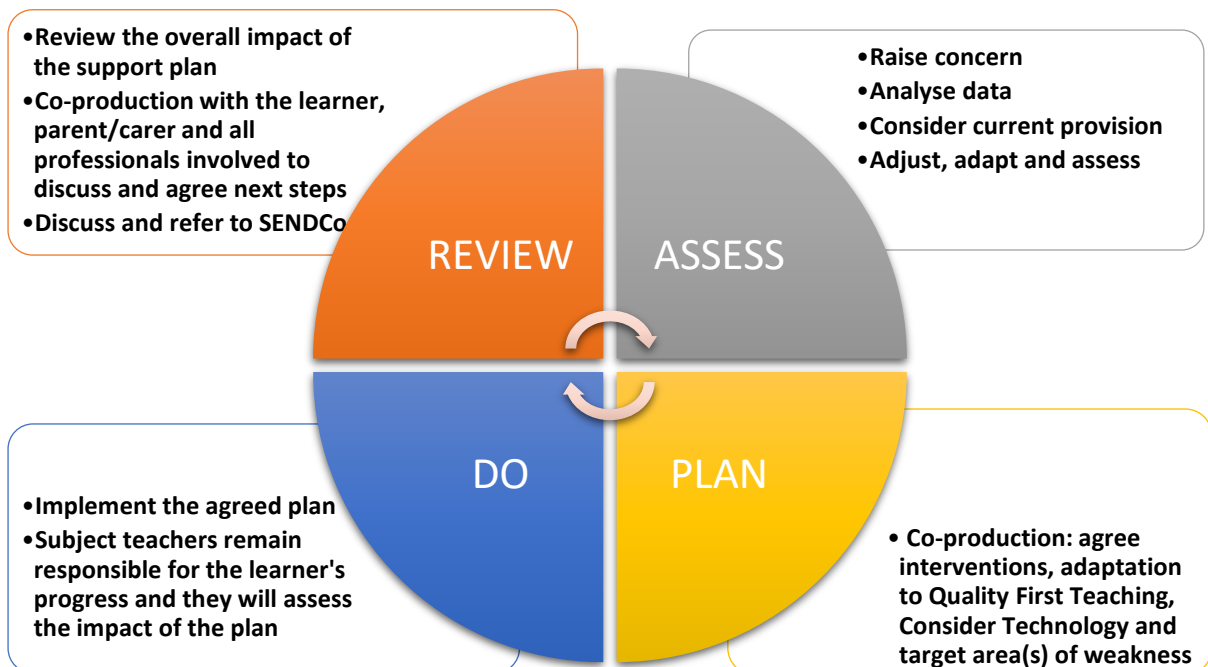 •Review the overall impact of
the support plan
•Co-production with the learner,
parent/carer and all
professionals involved to
discuss and agree next steps
•Discuss and refer to SENDCo
•Raise concern
•Analyse data
•Consider current provision
•Adjust, adapt and assess
REVIEW
ASSESS
DO
PLAN
•Implement the agreed plan
•Subject teachers remain
responsible for the learner's
progress and they will assess
the impact of the plan
• Co-production: agree
interventions, adaptation
to Quality First Teaching,
Consider Technology and
target area(s) of weakness